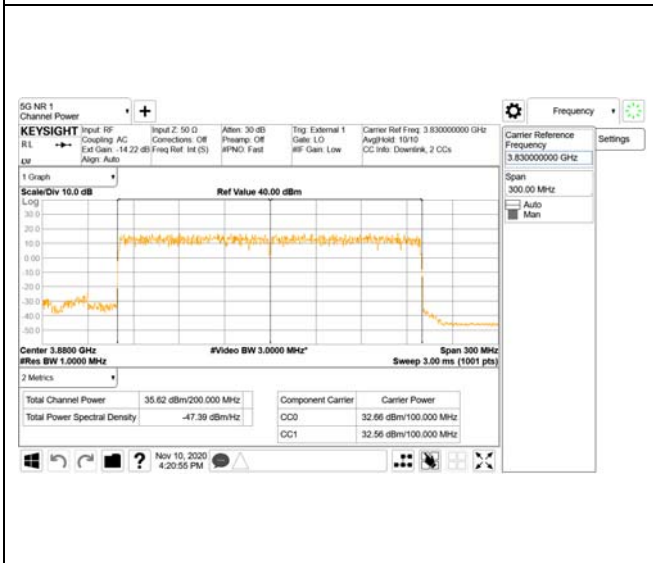 5G NR 1
Channel Power
+
Frequency
KEYSIGHT
RL
Input: RF
Coupling: AC
Ext Gain: -14.22 dB
Align: Auto
Input Z: 50 Ω
Corrections: Off
Freq Ref: Int (S)
Atten: 30 dB
Preamp: Off
#PNO: Fast
Trig: External 1
Gate: LO
#IF Gain: Low
Carrier Ref Freq: 3.830000000 GHz
Avg|Hold: 10/10
CC Info: Downlink, 2 CCs
Carrier Reference
Frequency
3.830000000 GHz
Settings
Span
300.00 MHz
Auto
Man
1 Graph
Scale/Div 10.0 dB
Ref Value 40.00 dBm
Log
30.0
20.0
10.0
0.00
-10.0
-20.0
-30.0
-40.0
-50.0
Center 3.8800 GHz
#Video BW 3.0000 MHz*
Span 300 MHz
#Res BW 1.0000 MHz
Sweep 3.00 ms (1001 pts)
2 Metrics
Total Channel Power 35.62 dBm/200.000 MHz
Total Power Spectral Density -47.39 dBm/Hz
Component Carrier Carrier Power
CC0 32.66 dBm/100.000 MHz
CC1 32.56 dBm/100.000 MHz
?
Nov 10, 2020
4:20:55 PM